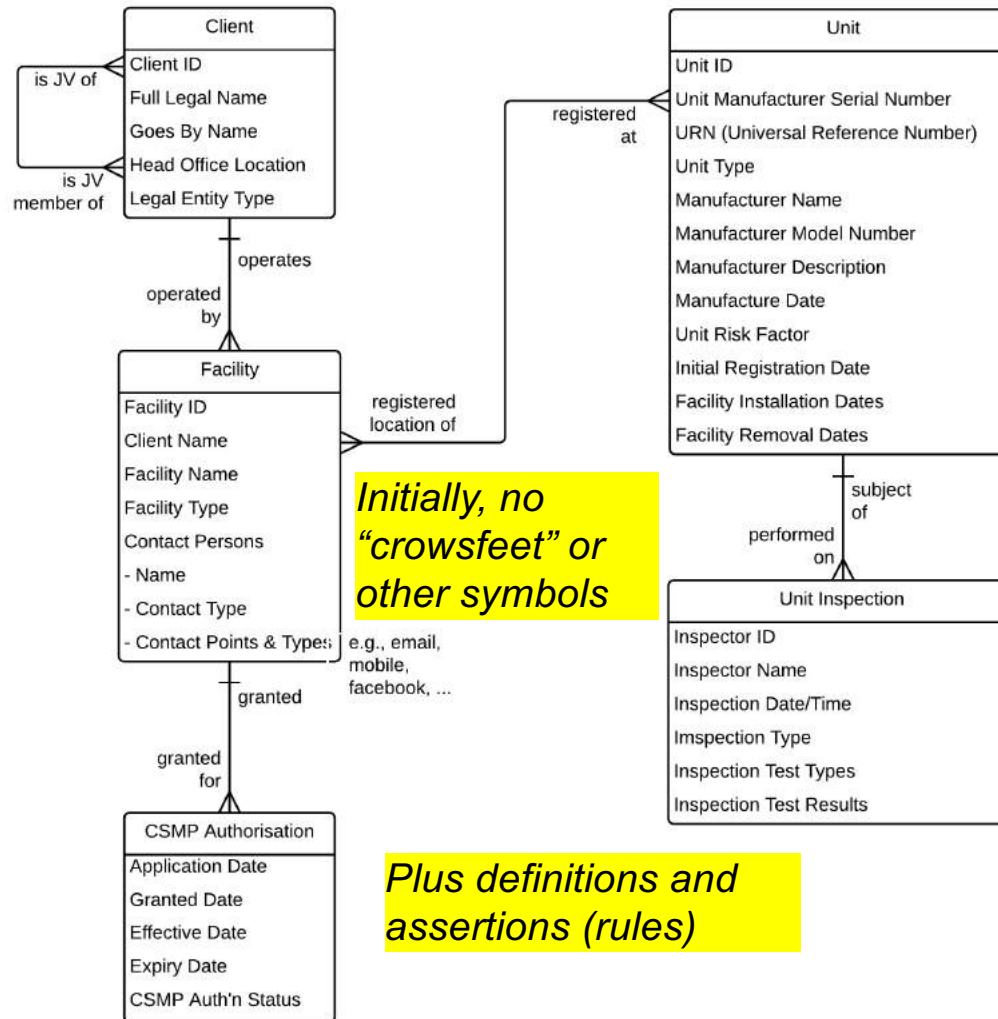 Client
Client ID
Full Legal Name
Goes By Name
Head Office Location
Legal Entity Type
is JV of
is JV
member of
operates
operated
by
Facility
Facility ID
Client Name
Facility Name
Facility Type
Contact Persons
- Name
- Contact Type
- Contact Points & Types
e.g., email,
mobile,
facebook, ...
granted
granted
for
CSMP Authorisation
Application Date
Granted Date
Effective Date
Expiry Date
CSMP Auth'n Status
registered
at
registered
location of
Initially, no
“crowsfeet” or
other symbols
Plus definitions and
assertions (rules)
Unit
Unit ID
Unit Manufacturer Serial Number
URN (Universal Reference Number)
Unit Type
Manufacturer Name
Manufacturer Model Number
Manufacturer Description
Manufacture Date
Unit Risk Factor
Initial Registration Date
Facility Installation Dates
Facility Removal Dates
subject
of
performed
on
Unit Inspection
Inspector ID
Inspector Name
Inspection Date/Time
Imspection Type
Inspection Test Types
Inspection Test Results